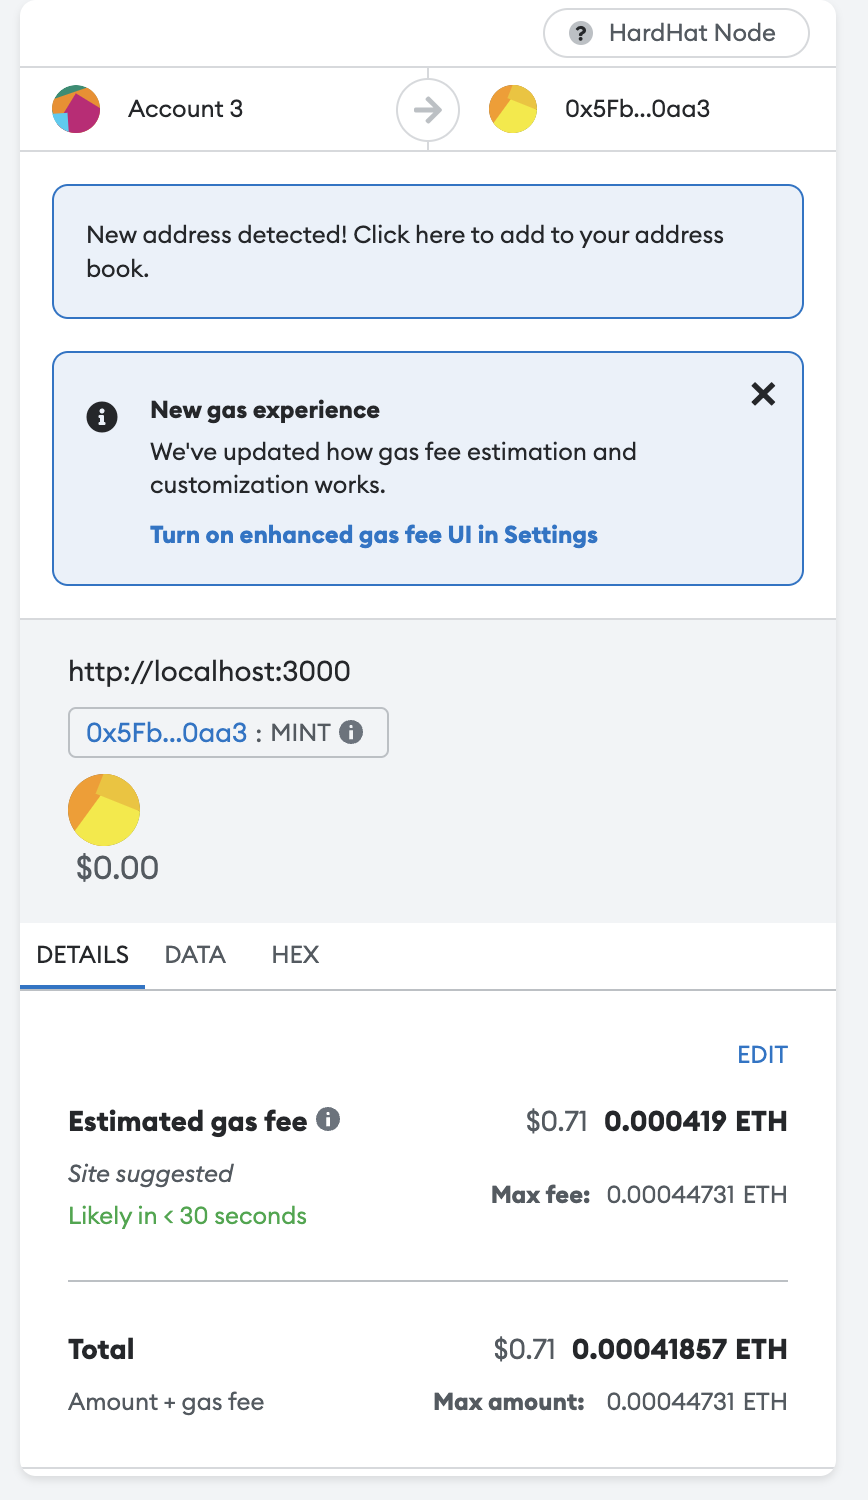 HardHat Node
Account 3
0x5Fb...0aa3
New address detected! Click here to add to your address
book.
New gas experience
We've updated how gas fee estimation and
customization works.
Turn on enhanced gas fee UI in Settings
http://localhost:3000
0x5Fb...0aa3 : MINT
$0.00
DETAILS DATA HEX
EDIT
Estimated gas fee $0.71 0.000419 ETH
Site suggested
Max fee: 0.00044731 ETH
Likely in < 30 seconds
Total $0.71 0.00041857 ETH
Amount + gas fee Max amount: 0.00044731 ETH